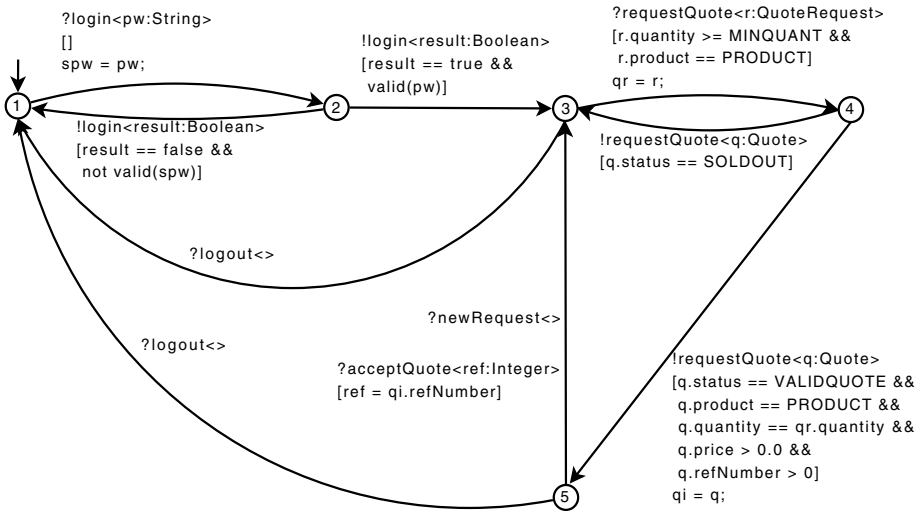 ?login<pw:String>
[]
spw = pw;
!login<result:Boolean>
[result == true &&
valid(pw)]
?requestQuote<r:QuoteRequest>
[r.quantity >= MINQUANT &&
r.product == PRODUCT]
qr = r;
1
2
3
4
!login<result:Boolean>
[result == false &&
not valid(spw)]
!requestQuote<q:Quote>
[q.status == SOLDOUT]
?logout<>
?newRequest<>
?logout<>
?acceptQuote<ref:Integer>
[ref = qi.refNumber]
!requestQuote<q:Quote>
[q.status == VALIDQUOTE &&
q.product == PRODUCT &&
q.quantity == qr.quantity &&
q.price > 0.0 &&
q.refNumber > 0]
qi = q;
5